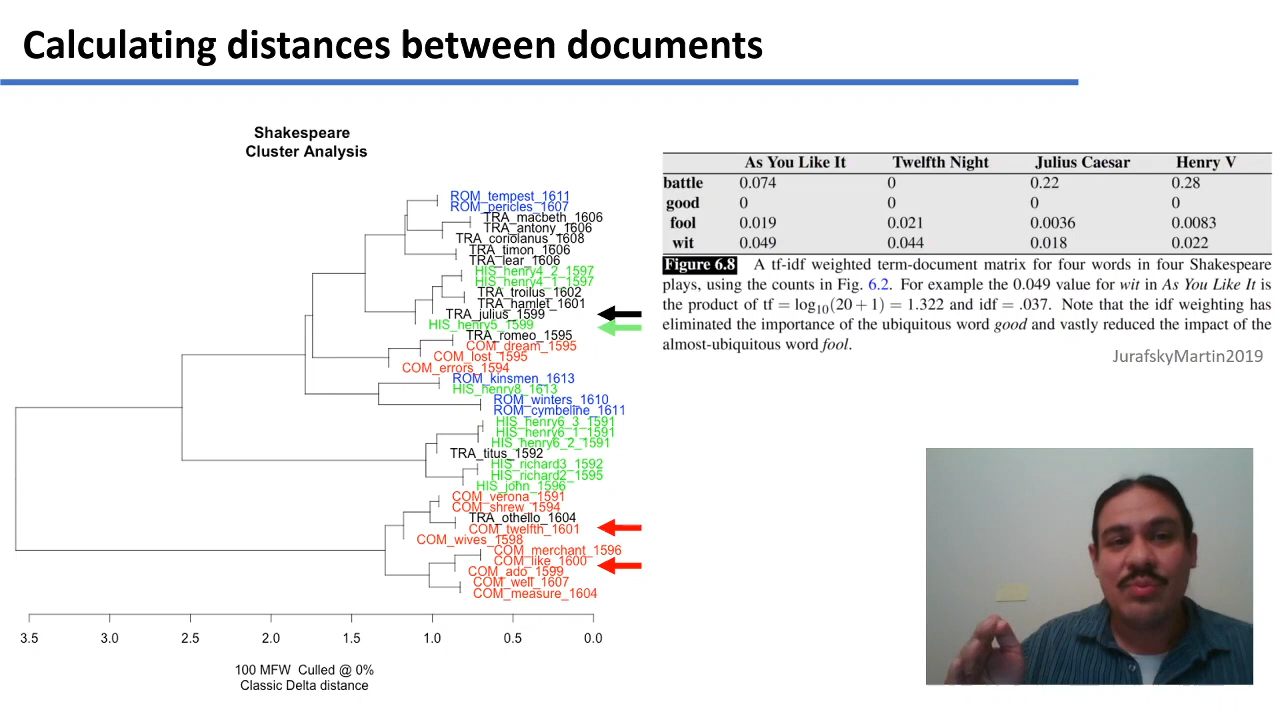 Calculating distances between documents
Shakespeare
Cluster Analysis
ROM_tempest_1611
ROM_pericles_1607
TRA_macbeth_1606
TRA_antony_1606
TRA_coriolanus_1608
TRA_timon_1606
TRA_lear_1606
HIS_henry4_2_1597
HIS_henry4_1_1597
TRA_troilus_1602
TRA_hamlet_1601
TRA_julius_1599
HIS_henry5_1599
TRA_romeo_1595
COM_dream_1595
COM_lost_1595
COM_errors_1594
ROM_kinsmen_1613
HIS_henry8_1613
ROM_winters_1610
ROM_cymbeline_1611
HIS_henry6_3_1591
HIS_henry6_1_1591
HIS_henry6_2_1591
TRA_titus_1592
HIS_richard3_1592
HIS_richard2_1595
HIS_john_1596
COM_verona_1591
COM_shrew_1594
TRA_othello_1604
COM_twelfth_1601
COM_wives_1598
COM_merchant_1596
COM_like_1600
COM_ado_1599
COM_well_1607
COM_measure_1604
3.5 3.0 2.5 2.0 1.5 1.0 0.5 0.0
100 MFW Culled @ 0%
Classic Delta distance
As You Like It Twelfth Night Julius Caesar Henry V
battle 0.074 0 0.22 0.28
good 0 0 0 0
fool 0.019 0.021 0.0036 0.0083
wit 0.049 0.044 0.018 0.022
Figure 6.8 A tf-idf weighted term-document matrix for four words in four Shakespeare
plays, using the counts in Fig. 6.2. For example the 0.049 value for wit in As You Like It is
the product of tf = log10(20 + 1) = 1.322 and idf = .037. Note that the idf weighting has
eliminated the importance of the ubiquitous word good and vastly reduced the impact of the
almost-ubiquitous word fool.
JurafskyMartin2019